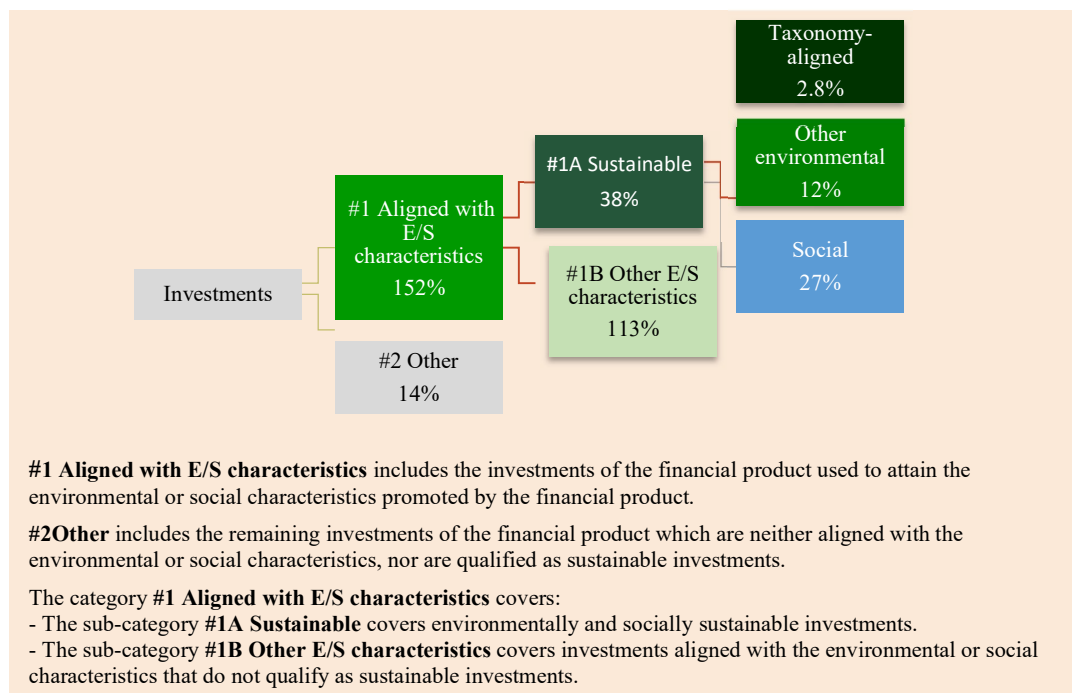 Investments
#1 Aligned with
E/S
characteristics
152%
#2 Other
14%
#1A Sustainable
38%
#1B Other E/S
characteristics
113%
Taxonomy-
aligned
2.8%
Other
environmental
12%
Social
27%
#1 Aligned with E/S characteristics includes the investments of the financial product used to attain the
environmental or social characteristics promoted by the financial product.
#2Other includes the remaining investments of the financial product which are neither aligned with the
environmental or social characteristics, nor are qualified as sustainable investments.
The category #1 Aligned with E/S characteristics covers:
- The sub-category #1A Sustainable covers environmentally and socially sustainable investments.
- The sub-category #1B Other E/S characteristics covers investments aligned with the environmental or social
characteristics that do not qualify as sustainable investments.